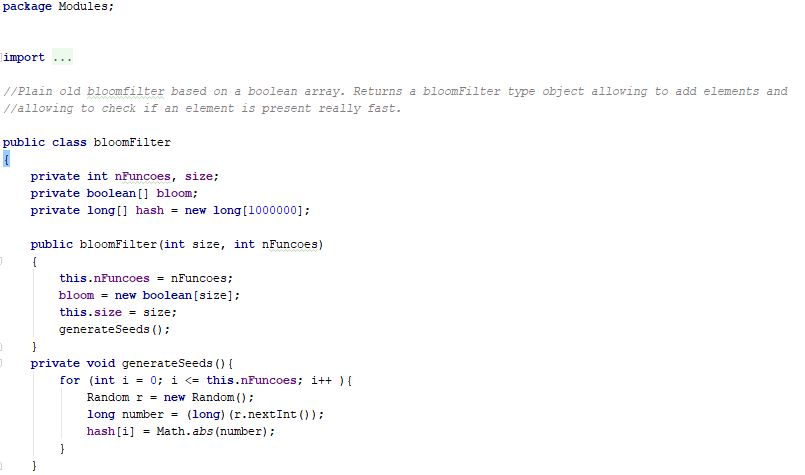 package Modules;
import ...
//Plain old bloomfilter based on a boolean array. Returns a bloomFilter type object allowing to add elements and
//allowing to check if an element is present really fast.
public class bloomFilter
{
    private int nFuncoes, size;
    private boolean[] bloom;
    private long[] hash = new long[1000000];
    public bloomFilter(int size, int nFuncoes)
    {
        this.nFuncoes = nFuncoes;
        bloom = new boolean[size];
        this.size = size;
        generateSeeds();
    }
    private void generateSeeds(){
        for (int i = 0; i <= this.nFuncoes; i++ ){
            Random r = new Random();
            long number = (long)(r.nextInt());
            hash[i] = Math.abs(number);
        }
    }